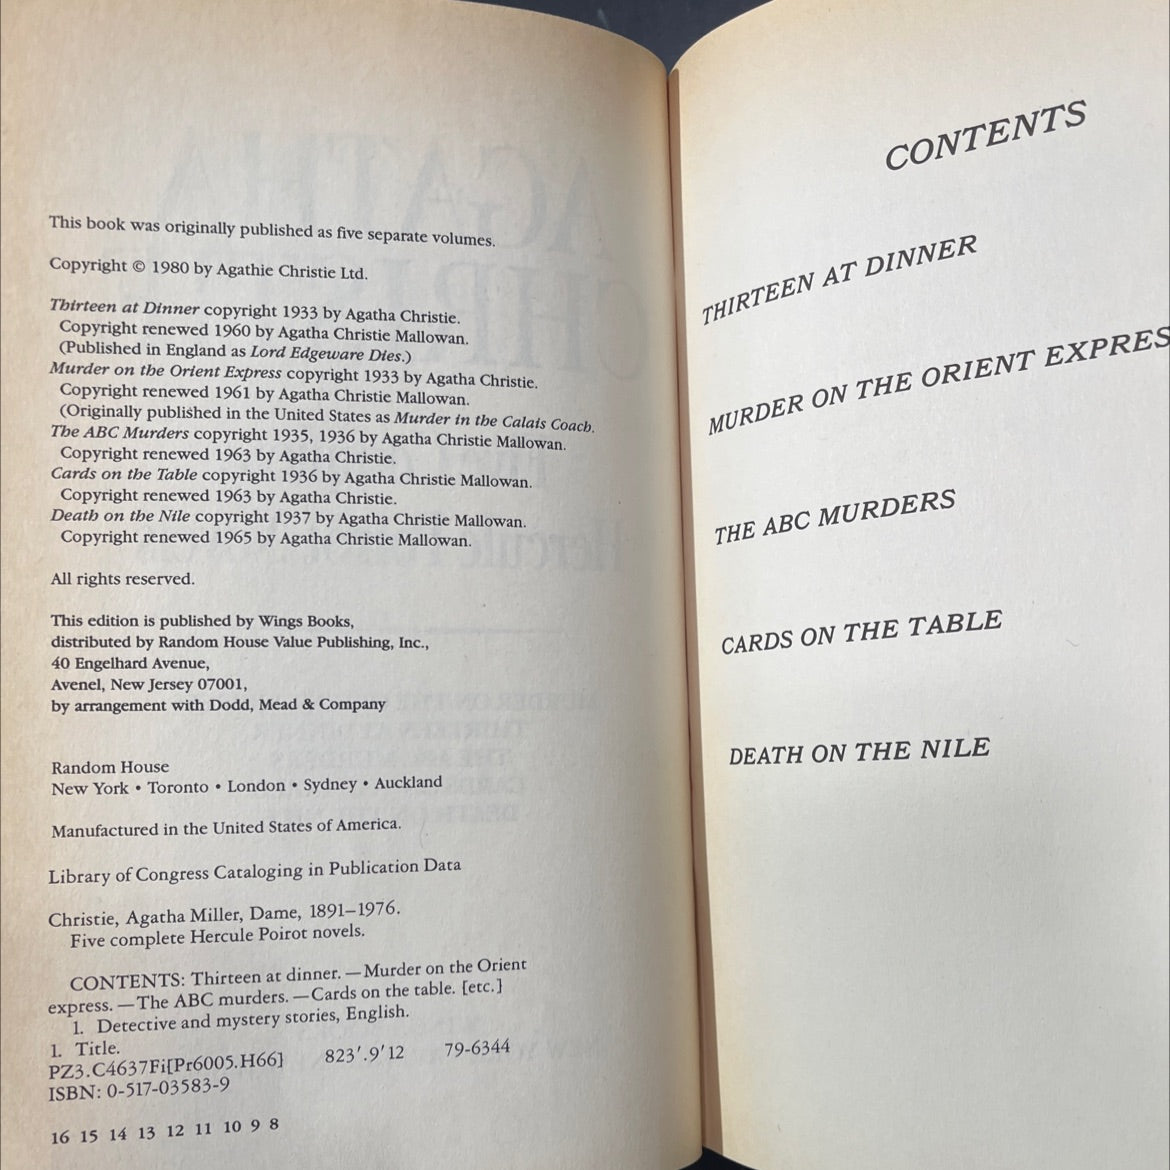 This book was originally published as five separate volumes.
Copyright © 1980 by Agathie Christie Ltd.
Thirteen at Dinner copyright 1933 by Agatha Christie.
Copyright renewed 1960 by Agatha Christie Mallowan.
(Published in England as Lord Edgeware Dies.)
Murder on the Orient Express copyright 1933 by Agatha Christie.
Copyright renewed 1961 by Agatha Christie Mallowan.
(Originally published in the United States as Murder in the Calais Coach.
The ABC Murders copyright 1935, 1936 by Agatha Christie Mallowan.
Copyright renewed 1963 by Agatha Christie.
Cards on the Table copyright 1936 by Agatha Christie Mallowan.
Copyright renewed 1963 by Agatha Christie.
Death on the Nile copyright 1937 by Agatha Christie Mallowan.
Copyright renewed 1965 by Agatha Christie Mallowan.
All rights reserved.
This edition is published by Wings Books,
distributed by Random House Value Publishing, Inc.,
40 Engelhard Avenue,
Avenel, New Jersey 07001,
by arrangement with Dodd, Mead & Company
Random House
New York • Toronto • London • Sydney • Auckland
Manufactured in the United States of America.
Library of Congress Cataloging in Publication Data
Christie, Agatha Miller, Dame, 1891–1976.
Five complete Hercule Poirot novels.
CONTENTS: Thirteen at dinner. — Murder on the Orient
express. — The ABC murders. — Cards on the table. [etc.]
1. Detective and mystery stories, English.
1. Title.
PZ3.C4637Fi[Pr6005.H66] 823'.9'12 79-6344
ISBN: 0-517-03583-9
16 15 14 13 12 11 10 9 8
CONTENTS
THIRTEEN AT DINNER
MURDER ON THE ORIENT EXPRES
THE ABC MURDERS
CARDS ON THE TABLE
DEATH ON THE NILE